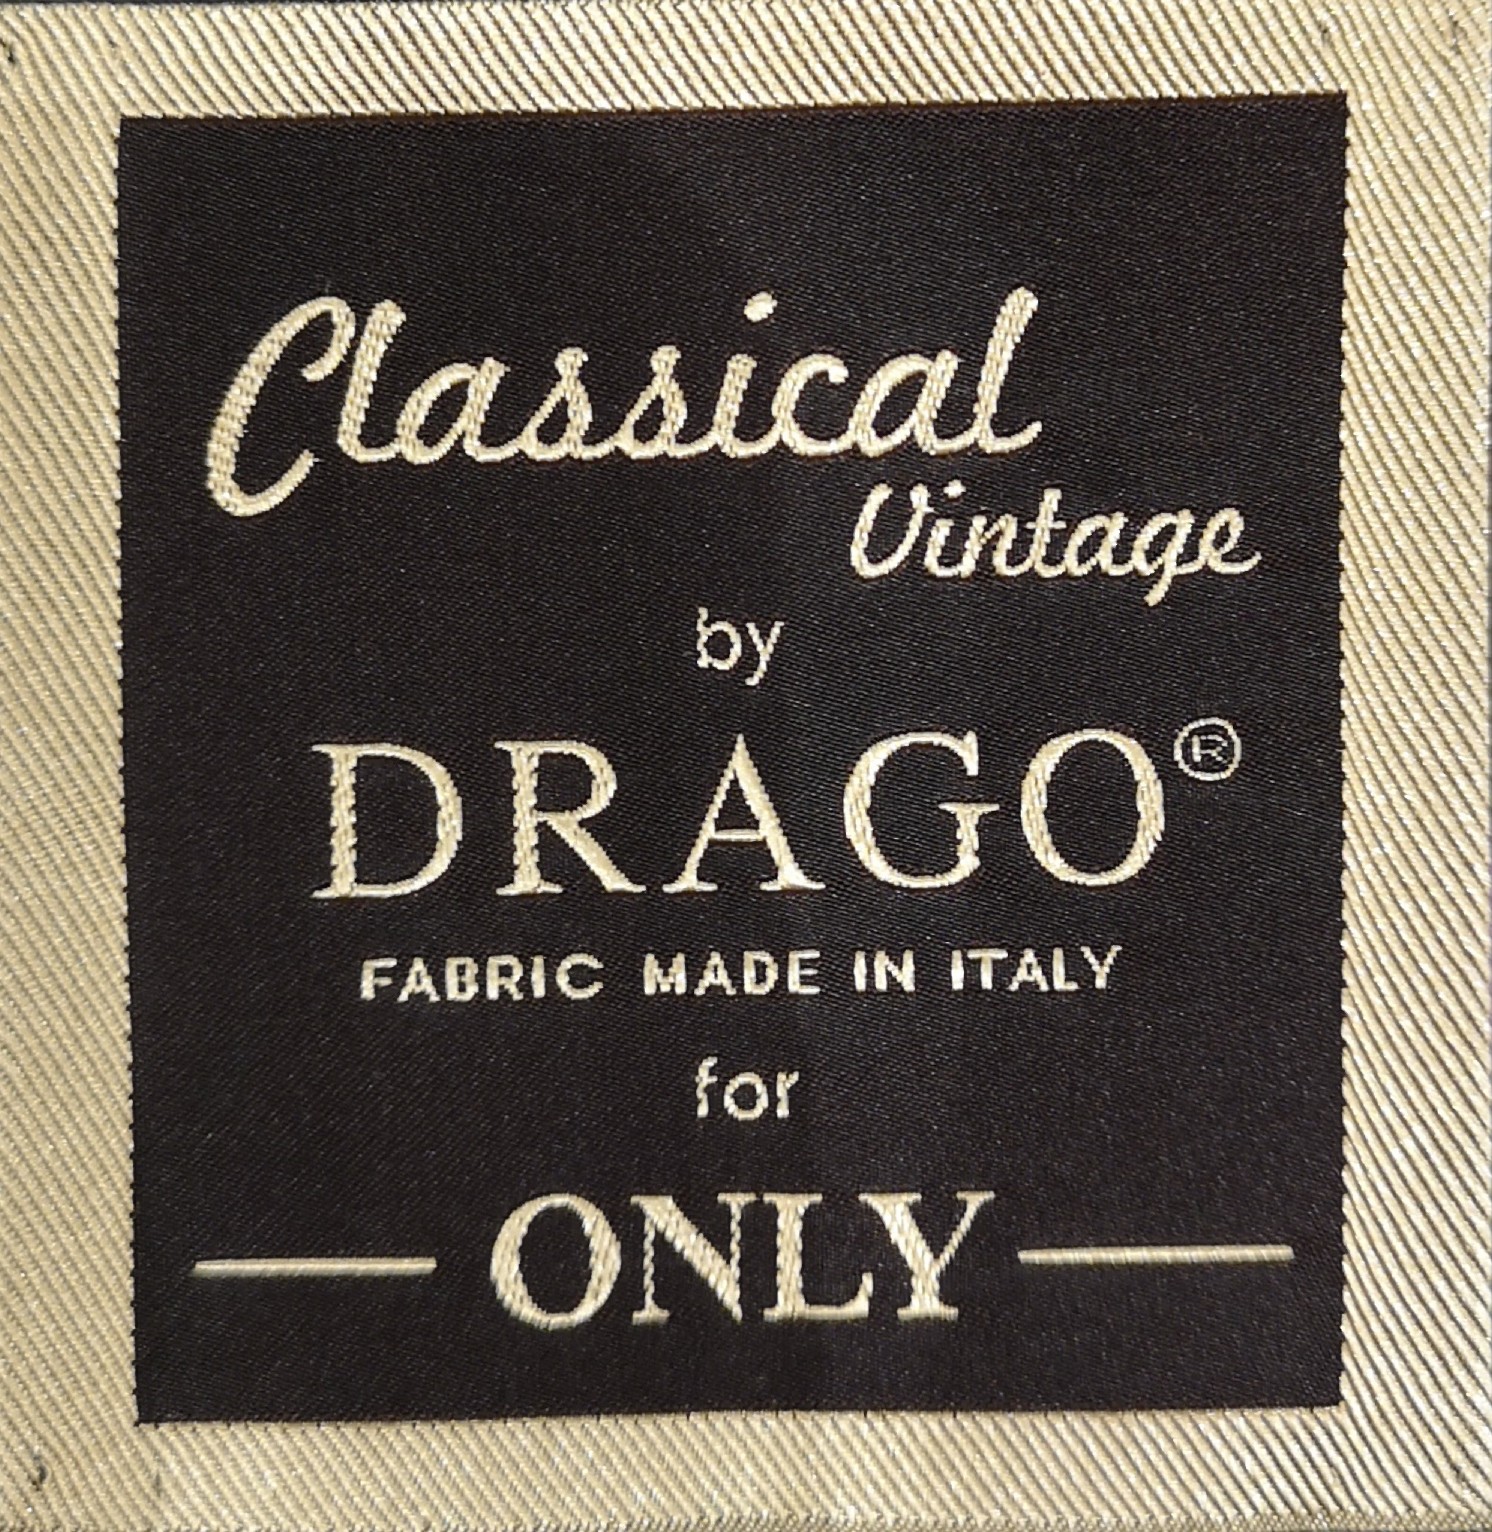 Classical
Vintage
by
DRAGO®
FABRIC MADE IN ITALY
for
ONLY